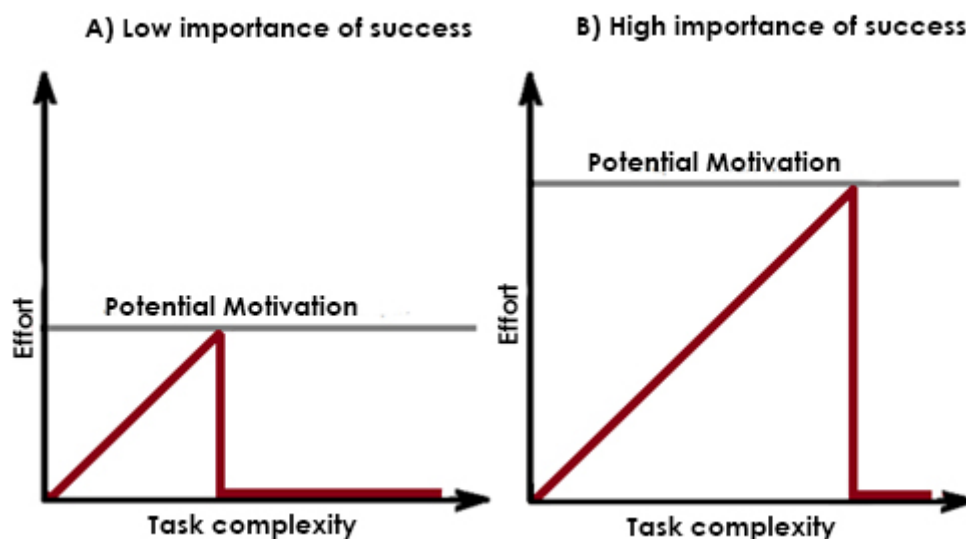 A) Low importance of success
Potential Motivation
Effort
Task complexity
B) High importance of success
Potential Motivation
Effort
Task complexity